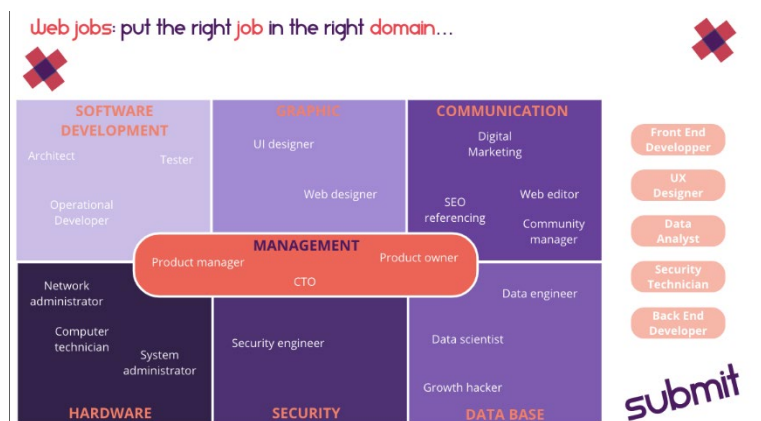 web jobs: put the right job in the right domain...
SOFTWARE
DEVELOPMENT
Architect
Tester
Operational
Developer
GRAPHIC
UI designer
Web designer
COMMUNICATION
Digital
Marketing
SEO
referencing
Web editor
Community
manager
MANAGEMENT
Product manager
Product owner
CTO
Network
administrator
Computer
technician
System
administrator
HARDWARE
Security engineer
SECURITY
Data engineer
Data scientist
Growth hacker
DATA BASE
Front End
Developper
UX
Designer
Data
Analyst
Security
Technician
Back End
Developer
submit